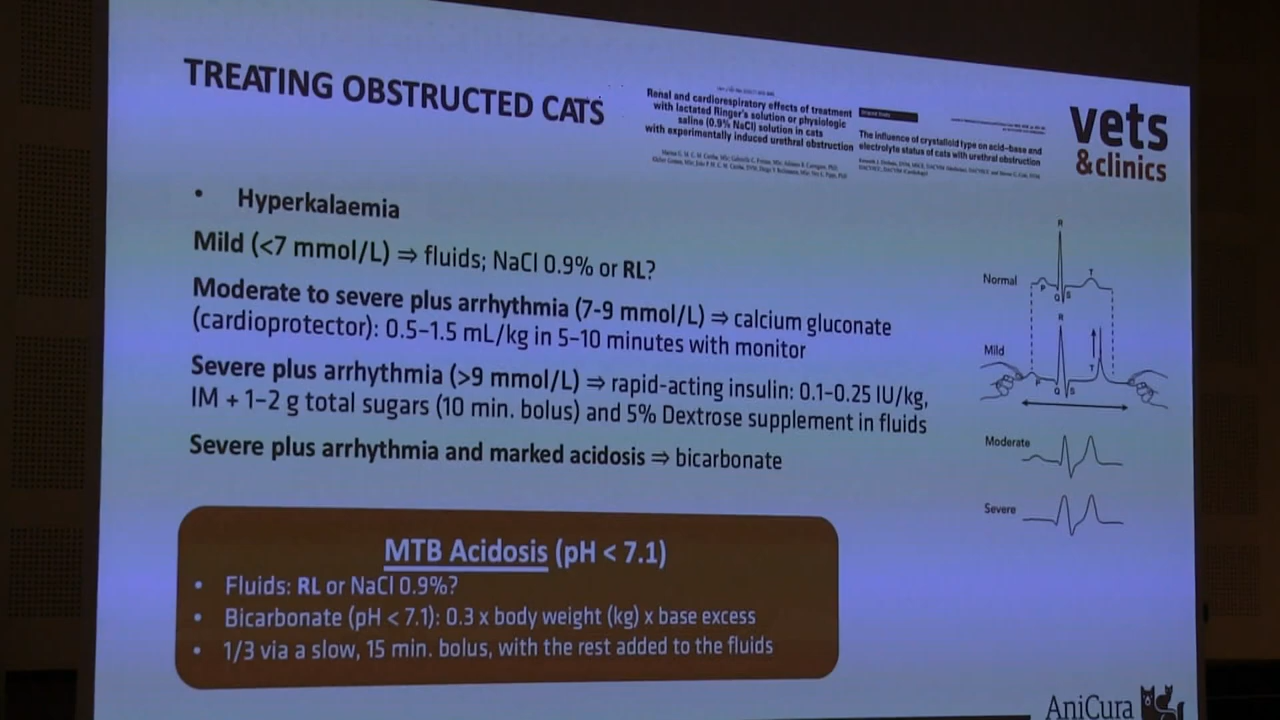 TREATING OBSTRUCTED CATS
Renal and cardiorespiratory effects of treatment
with lactated Ringer's solution or physiologic
saline (0.9% NaCl) solution in cats
with experimentally induced urethral obstruction
The influence of crystalloid type on acid–base and
electrolyte status of cats with urethral obstruction
vets
&clinics
• Hyperkalaemia
Mild (<7 mmol/L) ⇒ fluids; NaCl 0.9% or RL?
Moderate to severe plus arrhythmia (7-9 mmol/L) ⇒ calcium gluconate
(cardioprotector): 0.5–1.5 mL/kg in 5–10 minutes with monitor
Severe plus arrhythmia (>9 mmol/L) ⇒ rapid-acting insulin: 0.1–0.25 IU/kg,
IM + 1–2 g total sugars (10 min. bolus) and 5% Dextrose supplement in fluids
Severe plus arrhythmia and marked acidosis ⇒ bicarbonate
R
Normal
P
Q
S
T
R
Mild
P
Q
S
T
Moderate
Severe
MTB Acidosis (pH < 7.1)
• Fluids: RL or NaCl 0.9%?
• Bicarbonate (pH < 7.1): 0.3 x body weight (kg) x base excess
• 1/3 via a slow, 15 min. bolus, with the rest added to the fluids
AniCura